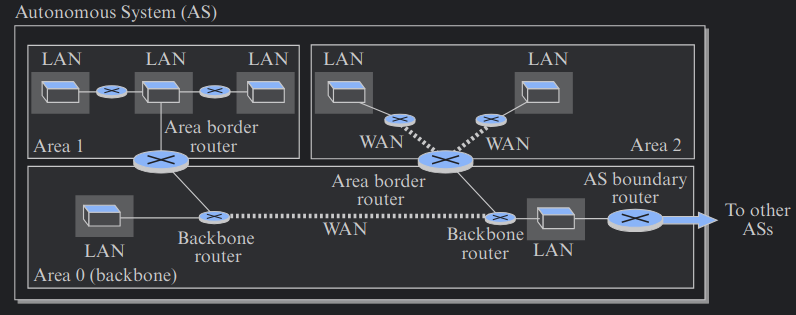 Autonomous System (AS)
LAN
LAN
LAN
LAN
LAN
Area border
router
Area 1
WAN
WAN
Area 2
Area border
router
AS boundary
router
To other
ASs
WAN
LAN
Backbone
router
Backbone
router
LAN
Area 0 (backbone)